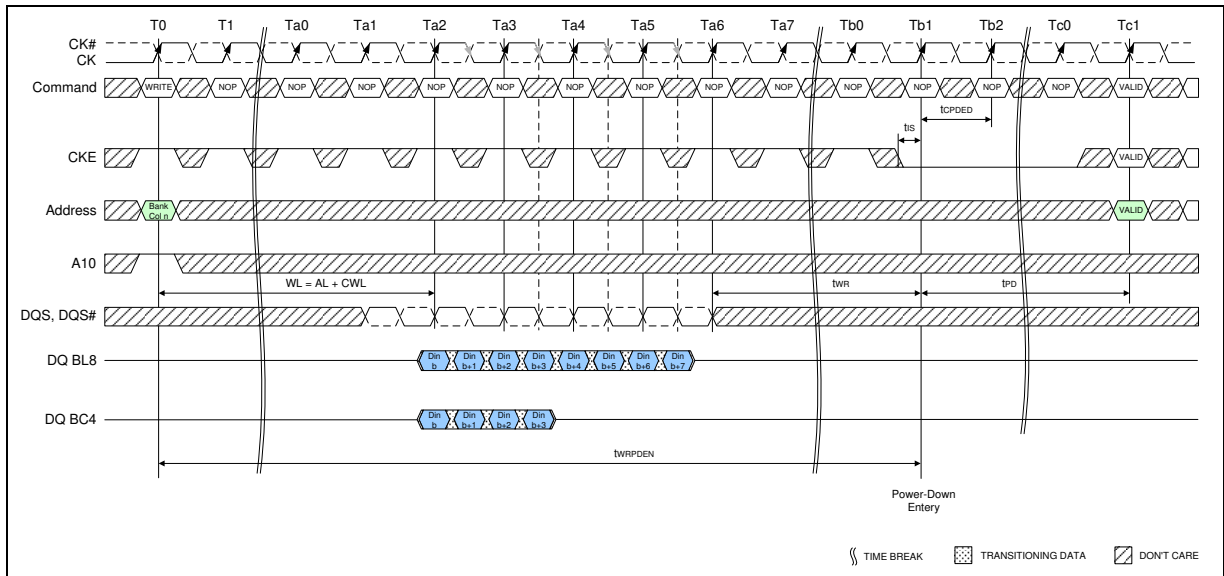 T0 T1 Ta0 Ta1 Ta2 Ta3 Ta4 Ta5 Ta6 Ta7 Tb0 Tb1 Tb2 Tc0 Tc1
CK#
CK
Command WRITE NOP NOP NOP NOP NOP NOP NOP NOP NOP NOP NOP NOP NOP VALID
tCPDED
tIS
CKE VALID
Address Bank Col n VALID
A10
WL = AL + CWL tWR tPD
DQS, DQS#
DQ BL8 Din b Din b+1 Din b+2 Din b+3 Din b+4 Din b+5 Din b+6 Din b+7
DQ BC4 Din b Din b+1 Din b+2 Din b+3
tWRPDEN
Power-Down
Entery
TIME BREAK TRANSITIONING DATA DON'T CARE